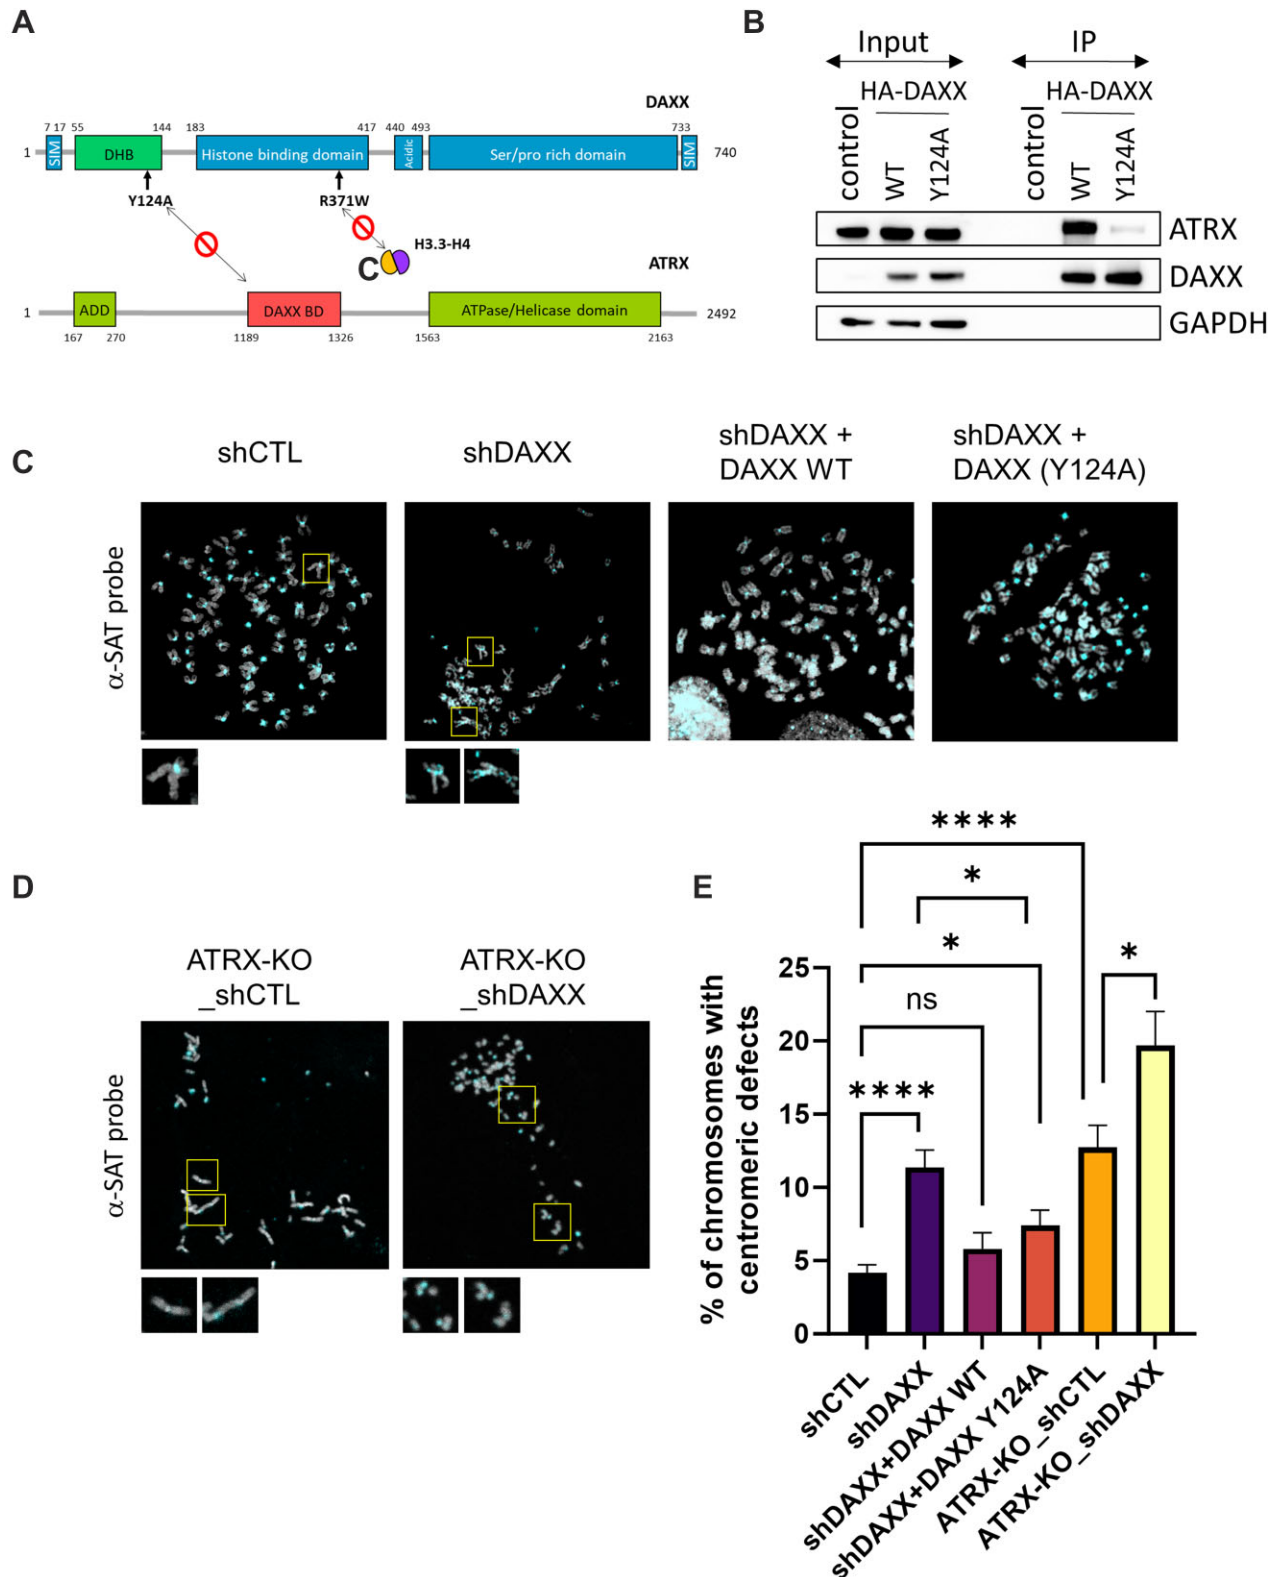 A
DAXX
7 17 55 144 183 417 440 493 733
1 SIM DHB Histone binding domain Acidic Ser/pro rich domain SIM 740
Y124A R371W
H3.3-H4
C
ATRX
1 ADD DAXX BD ATPase/Helicase domain 2492
167 270 1189 1326 1563 2163
B
Input IP
HA-DAXX HA-DAXX
control WT Y124A control WT Y124A
ATRX
DAXX
GAPDH
C
shCTL
shDAXX
shDAXX +
DAXX WT
shDAXX +
DAXX (Y124A)
α-SAT probe
D
ATRX-KO
_shCTL
ATRX-KO
_shDAXX
α-SAT probe
E
****
*
*
*
ns
****
% of chromosomes with
centromeric defects
25
20
15
10
5
0
shCTL
shDAXX
shDAXX+DAXX WT
shDAXX+DAXX Y124A
ATRX-KO_shCTL
ATRX-KO_shDAXX